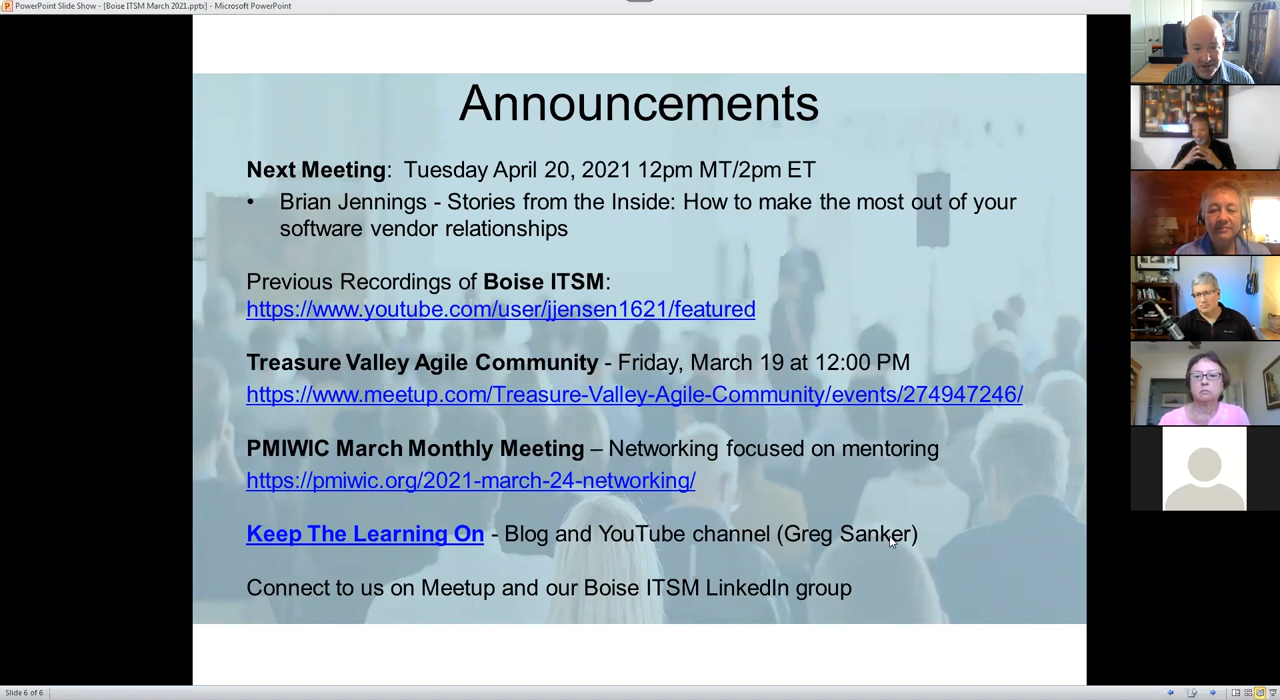 PowerPoint Slide Show - [Boise ITSM March 2021.pptx] - Microsoft PowerPoint
Announcements
Next Meeting:  Tuesday April 20, 2021 12pm MT/2pm ET
• Brian Jennings - Stories from the Inside: How to make the most out of your
software vendor relationships
Previous Recordings of Boise ITSM:
https://www.youtube.com/user/jjensen1621/featured
Treasure Valley Agile Community - Friday, March 19 at 12:00 PM
https://www.meetup.com/Treasure-Valley-Agile-Community/events/274947246/
PMIWIC March Monthly Meeting – Networking focused on mentoring
https://pmiwic.org/2021-march-24-networking/
Keep The Learning On - Blog and YouTube channel (Greg Sanker)
Connect to us on Meetup and our Boise ITSM LinkedIn group
Slide 6 of 6